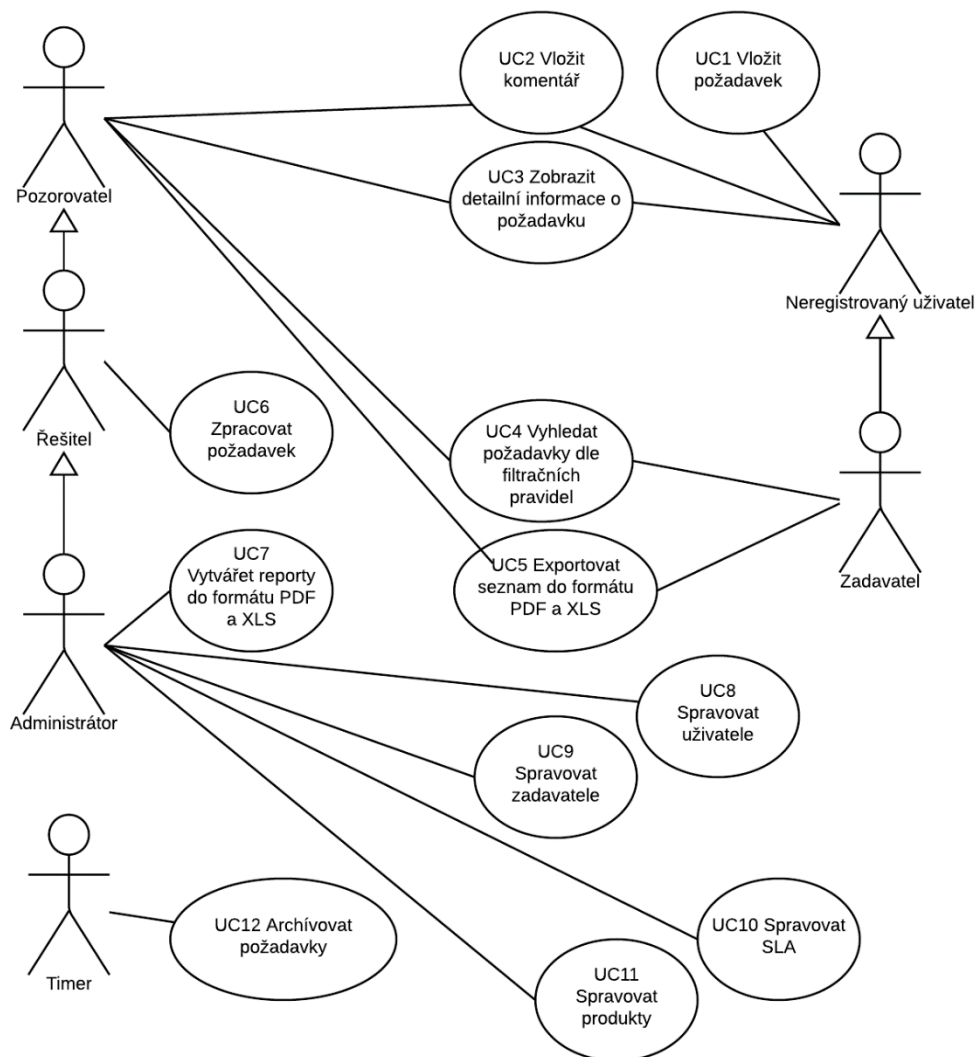 UC2 Vložit
komentář
UC1 Vložit
požadavek
Pozorovatel
UC3 Zobrazit
detailní informace o
požadavku
Neregistrovaný uživatel
UC6
Zpracovat
požadavek
Řešitel
UC4 Vyhledat
požadavky dle
filtračních
pravidel
UC7
Vytvářet reporty
do formátu PDF
a XLS
UC5 Exportovat
seznam do formátu
PDF a XLS
Zadavatel
Administrátor
UC8
Spravovat
uživatele
UC9
Spravovat
zadavatele
UC12 Archívovat
požadavky
UC10 Spravovat
SLA
Timer
UC11
Spravovat
produkty